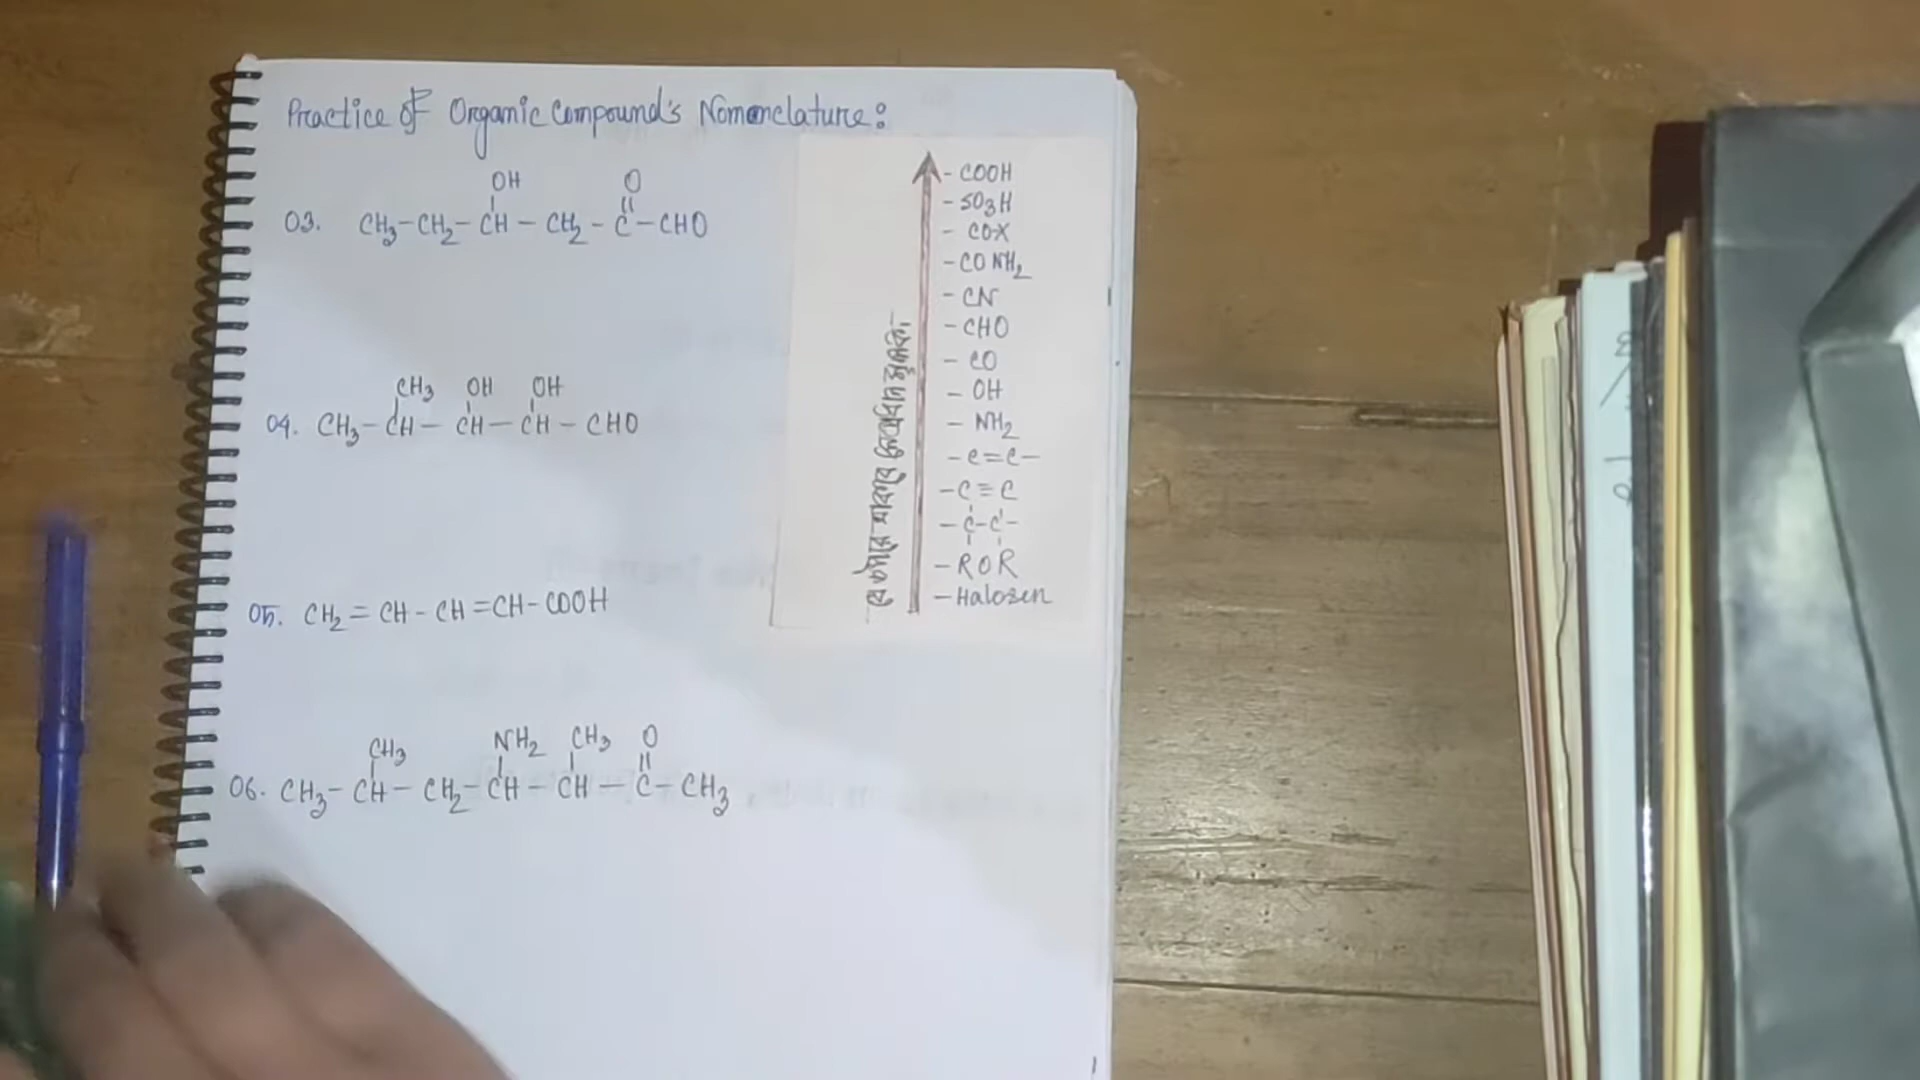 Practice of Organic Compound's Nomenclature:
OH O
03. CH3-CH2-CH-CH2-C-CHO
CH3 OH OH
04. CH3-CH-CH-CH-CHO
05. CH2=CH-CH=CH-COOH
CH3 NH2 CH3 O
06. CH3-CH-CH2-CH-CH-C-CH3
-COOH
-SO3H
-COX
-CONH2
-CN
-CHO
-CO
-OH
-NH2
-C=C-
-C≡C
-C-C-
-ROR
-Halozen